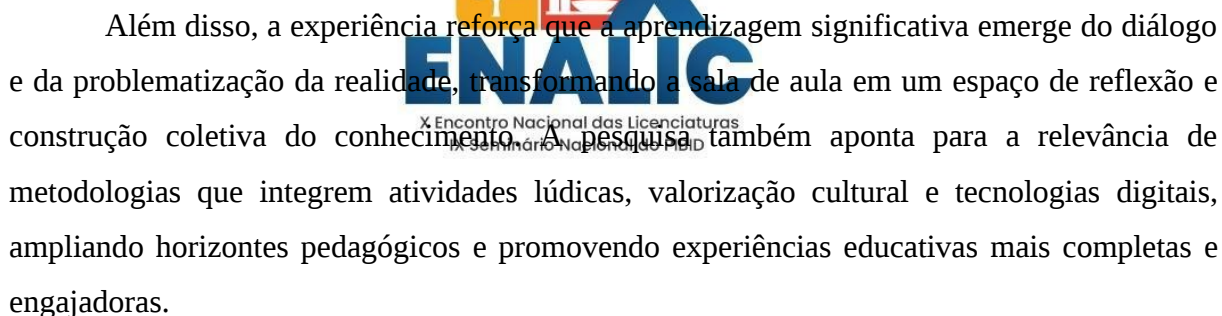 Além disso, a experiência reforça que a aprendizagem significativa emerge do diálogo
e da problematização da realidade, transformando a sala de aula em um espaço de reflexão e
ENALIC
X Encontro Nacional das Licenciaturas
construção coletiva do conhecimento. A pesquisa também aponta para a relevância de
IX Seminário Nacional do PIBID
metodologias que integrem atividades lúdicas, valorização cultural e tecnologias digitais,
ampliando horizontes pedagógicos e promovendo experiências educativas mais completas e
engajadoras.